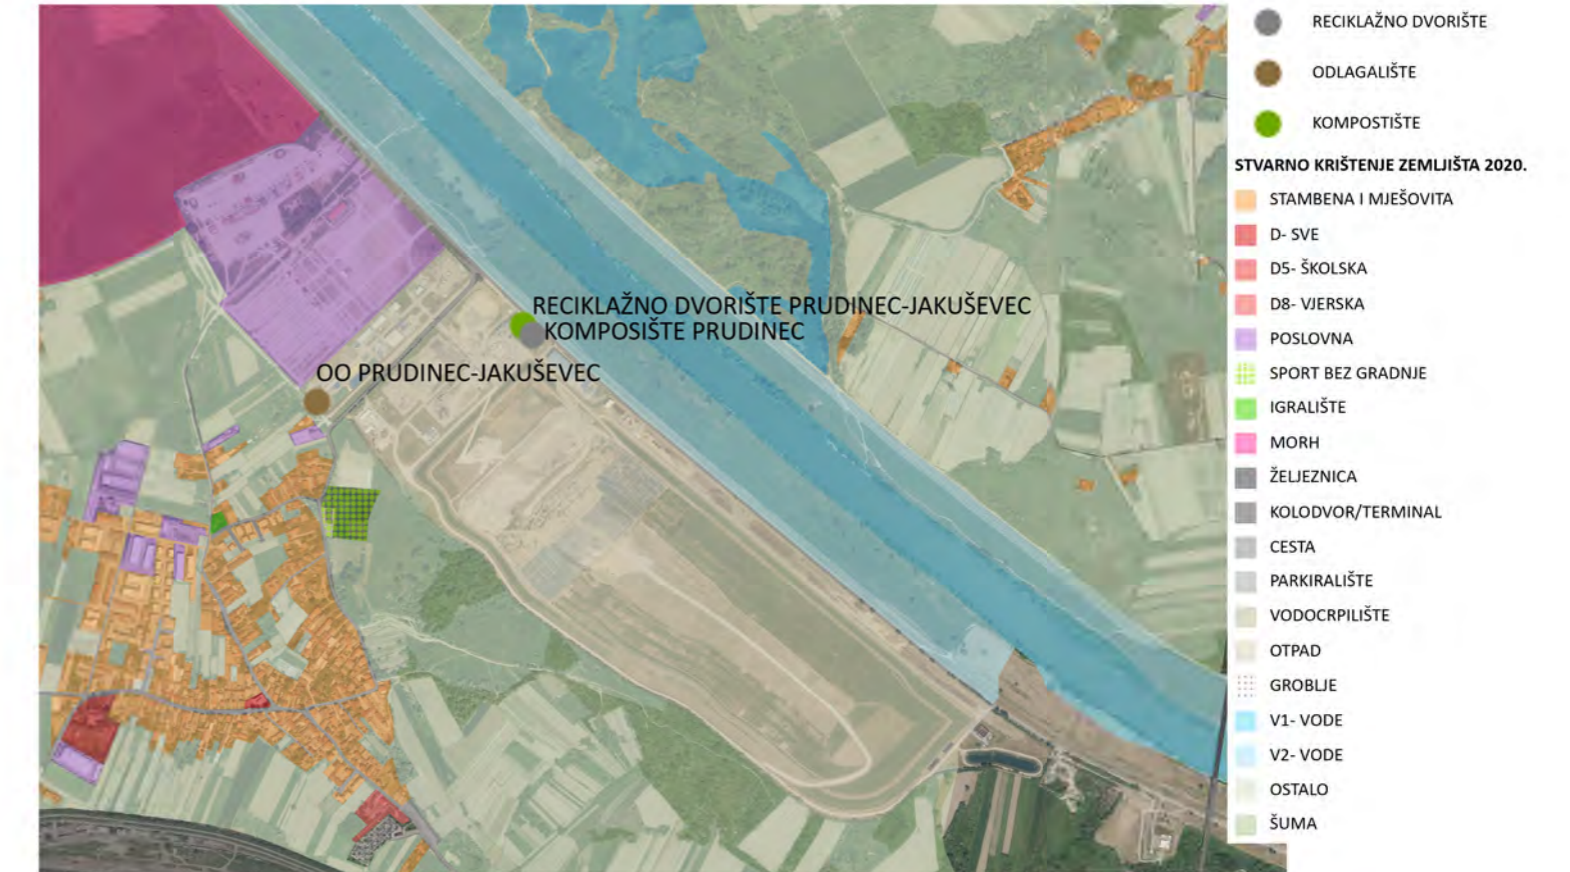 RECIKLAŽNO DVORIŠTE
ODLAGALIŠTE
KOMPOSTIŠTE
STVARNO KRIŠTENJE ZEMLJIŠTA 2020.
STAMBENA I MJEŠOVITA
D- SVE
D5- ŠKOLSKA
D8- VJERSKA
POSLOVNA
SPORT BEZ GRADNJE
IGRALIŠTE
MORH
ŽELJEZNICA
KOLODVOR/TERMINAL
CESTA
PARKIRALIŠTE
VODOCRPILIŠTE
OTPAD
GROBLJE
V1- VODE
V2- VODE
OSTALO
ŠUMA
RECIKLAŽNO DVORIŠTE PRUDINEC-JAKUŠEVEC
KOMPOSIŠTE PRUDINEC
OO PRUDINEC-JAKUŠEVEC